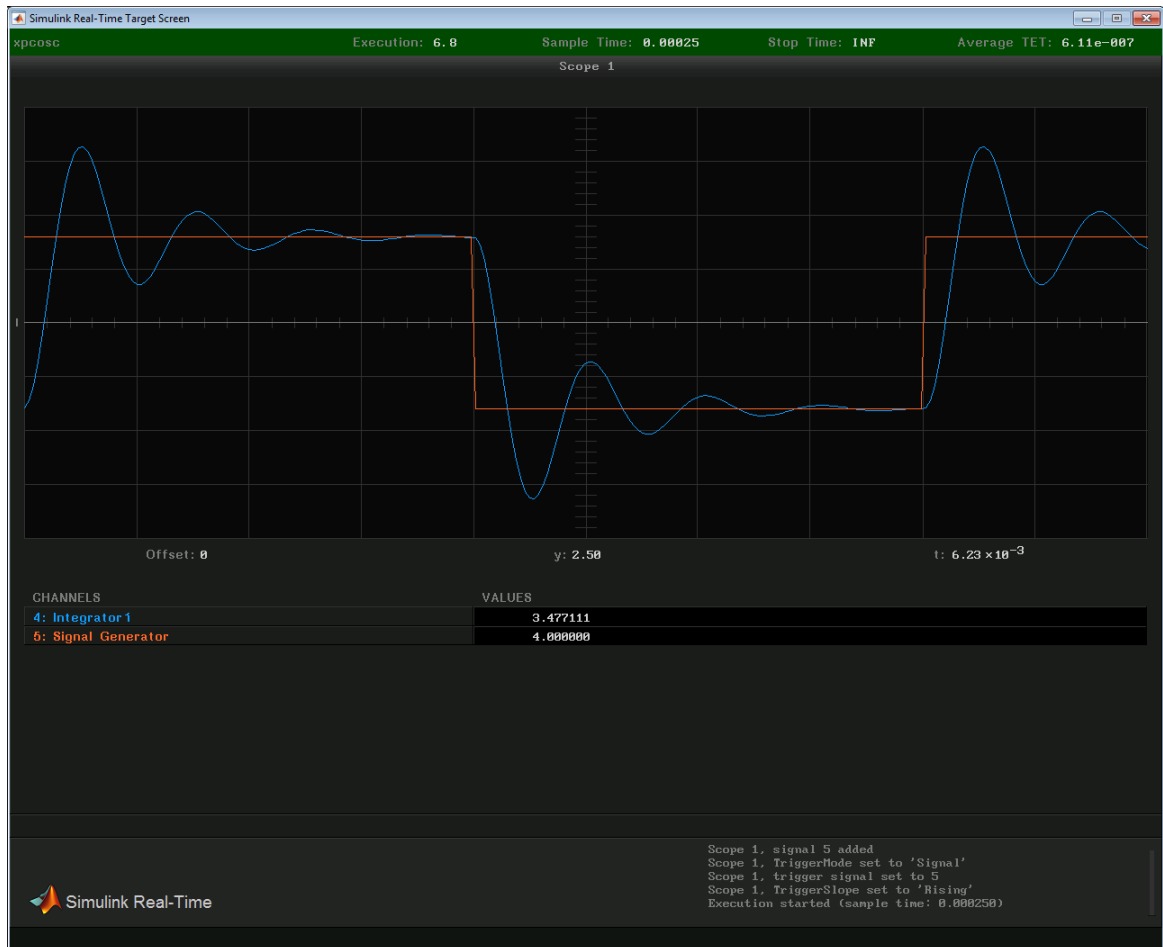 Simulink Real-Time Target Screen
xpcosc Execution: 6.8 Sample Time: 0.00025 Stop Time: INF Average TET: 6.11e-007
Scope 1
Offset: 0 y: 2.50 t: 6.23 ×10⁻³
CHANNELS VALUES
4: Integrator1 3.477111
5: Signal Generator 4.000000
Scope 1, signal 5 added
Scope 1, TriggerMode set to 'Signal'
Scope 1, trigger signal set to 5
Scope 1, TriggerSlope set to 'Rising'
Execution started (sample time: 0.000250)
Simulink Real-Time